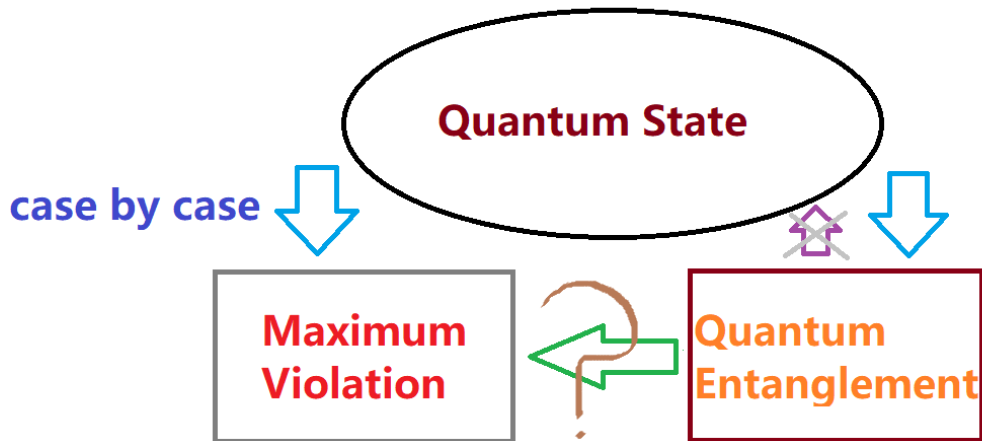 Quantum State
case by case
Maximum
Violation
?
Quantum
Entanglement